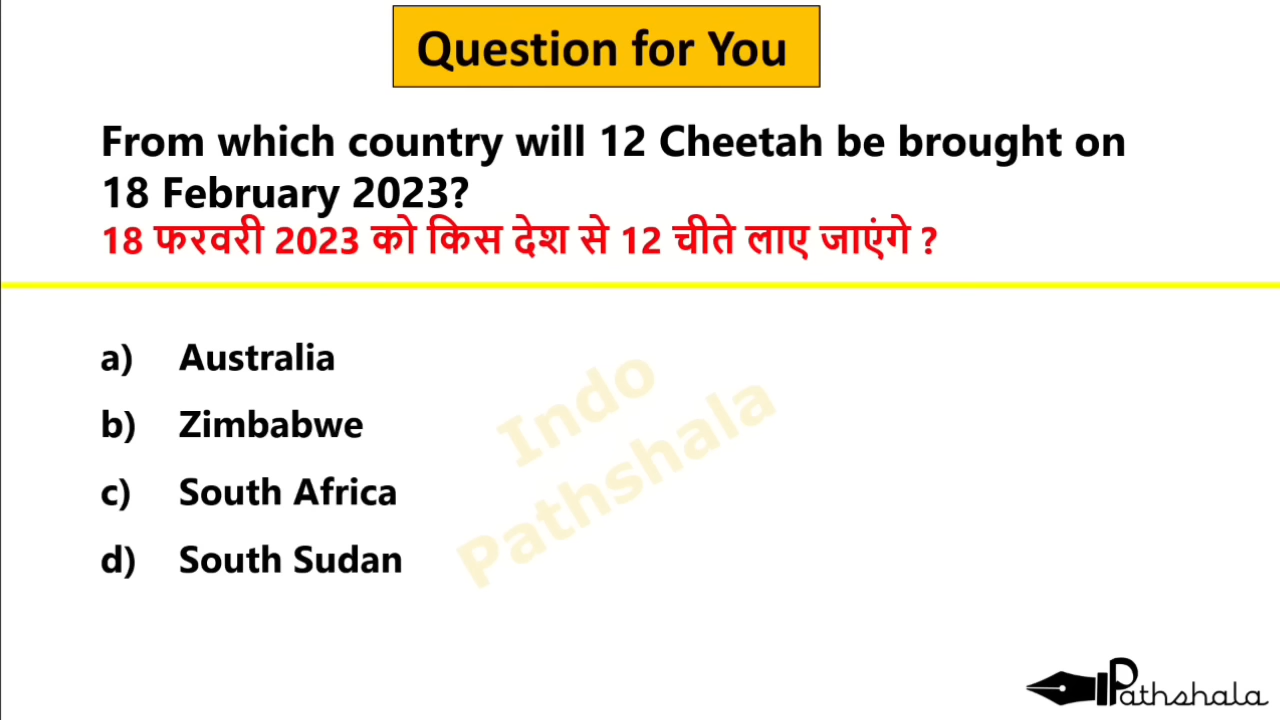 Question for You
From which country will 12 Cheetah be brought on
18 February 2023?
18 फरवरी 2023 को किस देश से 12 चीते लाए जाएंगे ?
a) Australia
b) Zimbabwe
c) South Africa
d) South Sudan
Indo
Pathshala
Pathshala